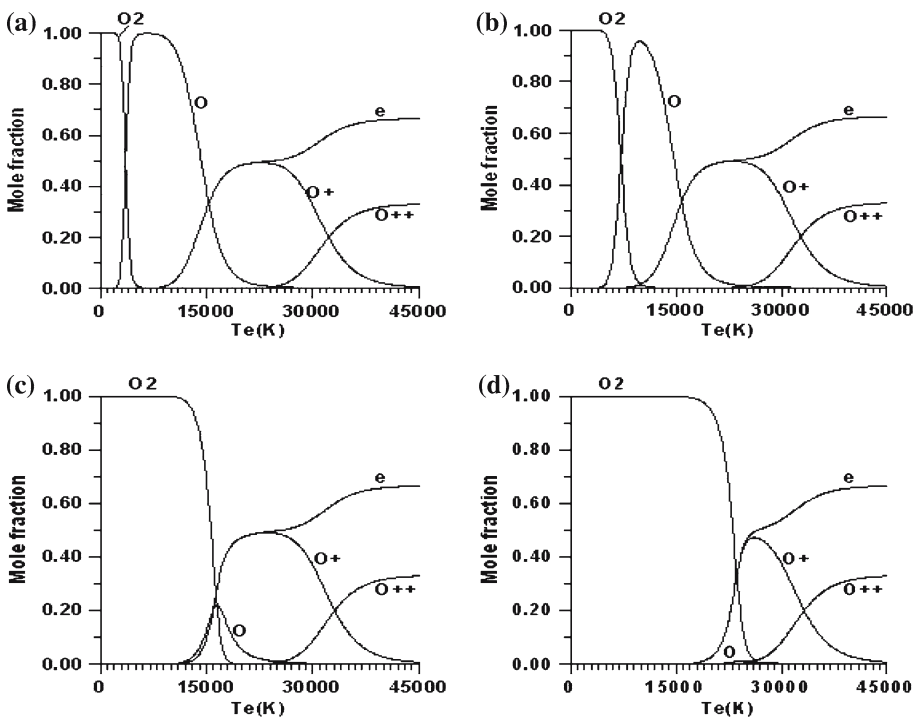 (a)
O2
1.00
0.80
0.60
0.40
0.20
0.00
Mole fraction
O
e
O+
O++
0 15000 30000 45000
Te(K)
(b)
O2
1.00
0.80
0.60
0.40
0.20
0.00
Mole fraction
O
e
O+
O++
0 15000 30000 45000
Te(K)
(c)
O2
1.00
0.80
0.60
0.40
0.20
0.00
Mole fraction
e
O+
O++
O
0 15000 30000 45000
Te(K)
(d)
O2
1.00
0.80
0.60
0.40
0.20
0.00
Mole fraction
e
O+
O++
O
0 15000 30000 45000
Te(K)